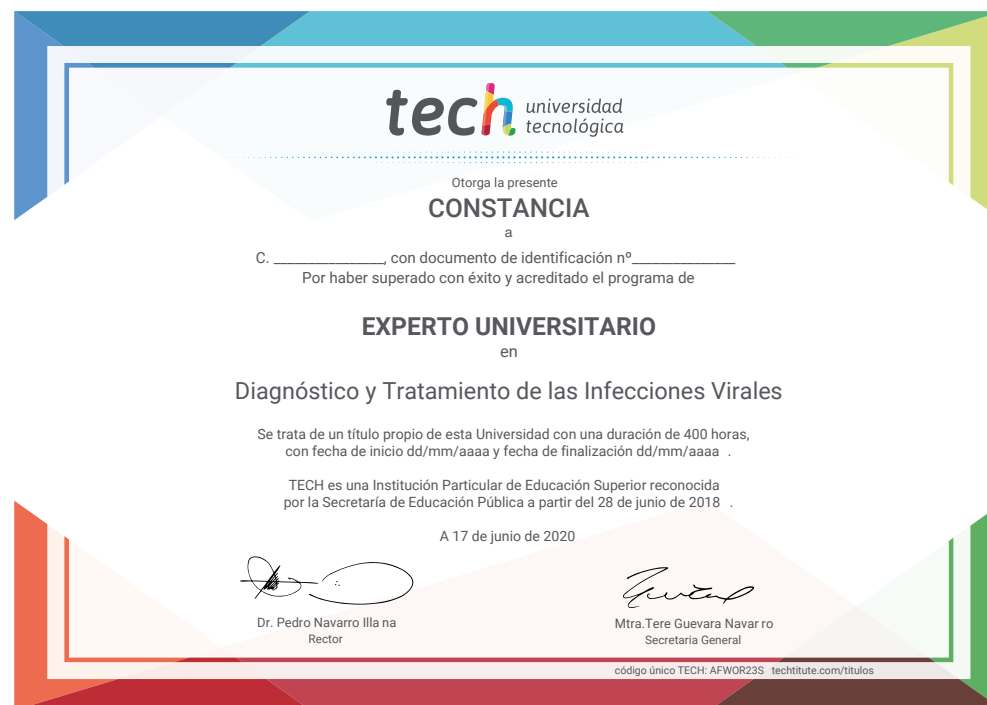 tech universidad
tecnológica
Otorga la presente
CONSTANCIA
a
C. ________________, con documento de identificación nº_______________
Por haber superado con éxito y acreditado el programa de
EXPERTO UNIVERSITARIO
en
Diagnóstico y Tratamiento de las Infecciones Virales
Se trata de un título propio de esta Universidad con una duración de 400 horas,
con fecha de inicio dd/mm/aaaa y fecha de finalización dd/mm/aaaa .
TECH es una Institución Particular de Educación Superior reconocida
por la Secretaría de Educación Pública a partir del 28 de junio de 2018 .
A 17 de junio de 2020
Dr. Pedro Navarro Illa na
Rector
Mtra.Tere Guevara Navar ro
Secretaria General
código único TECH: AFWOR23S techtitute.com/titulos